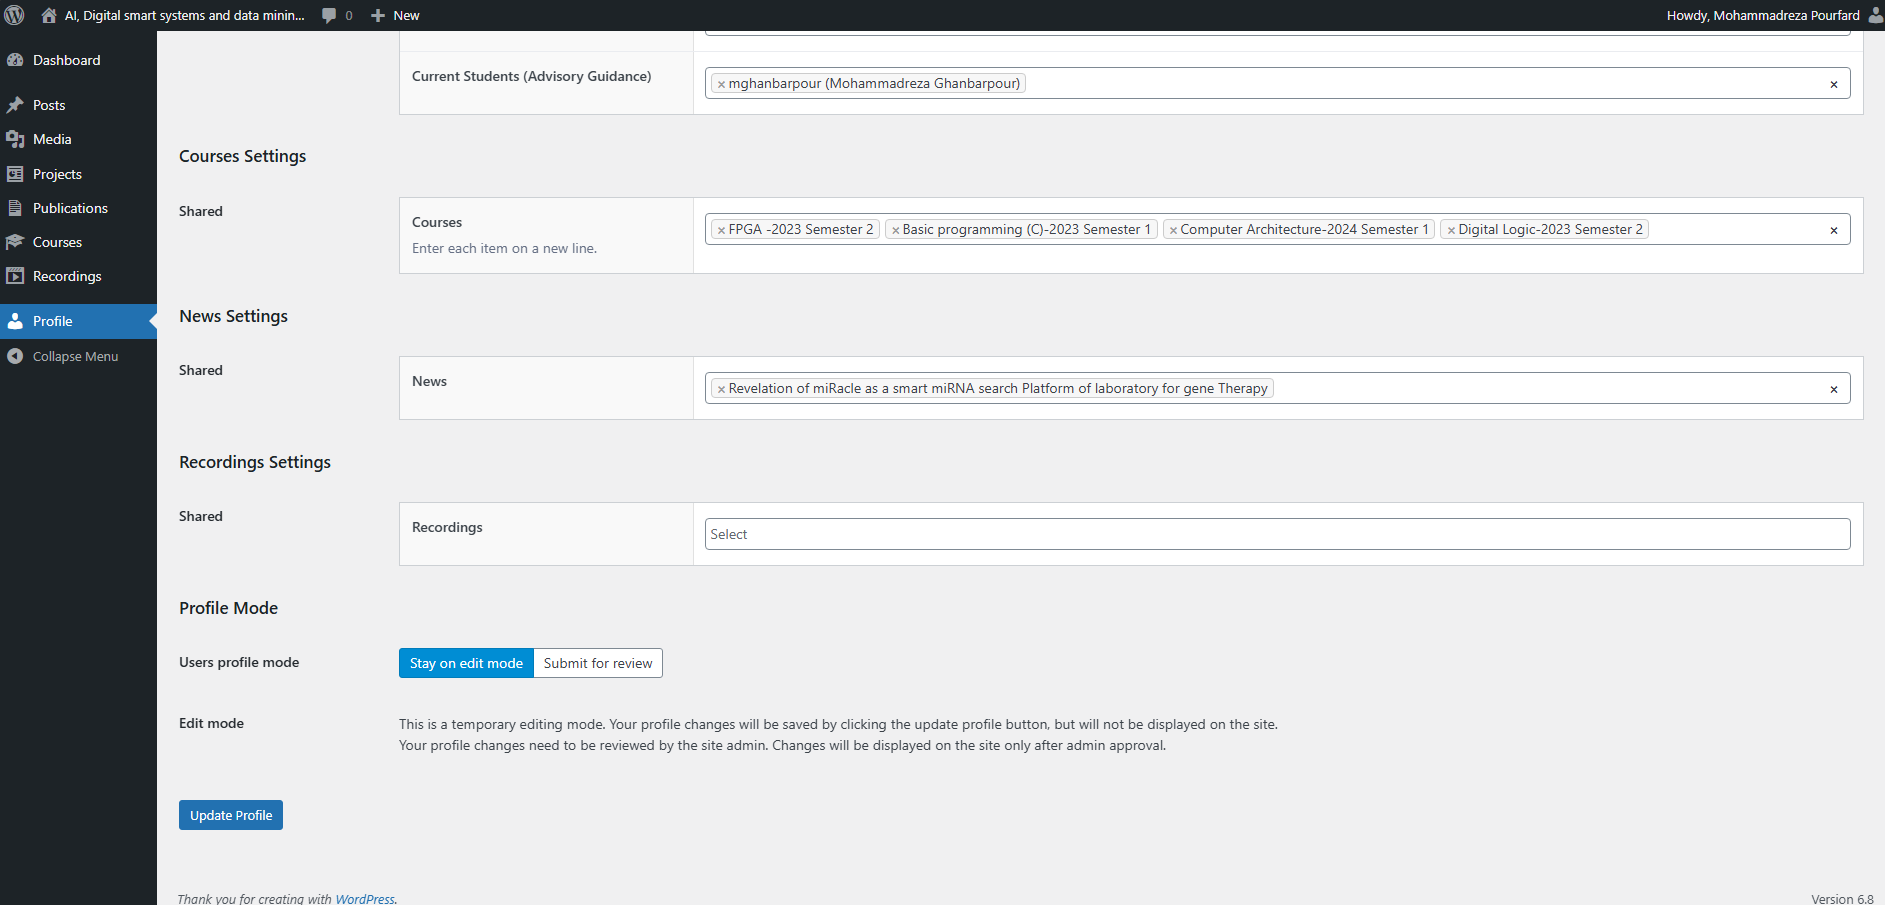 AI, Digital smart systems and data minin... 0 New Howdy, Mohammadreza Pourfard
Dashboard
Posts
Media
Projects
Publications
Courses
Recordings
Profile
Collapse Menu
Current Students (Advisory Guidance) × mghanbarpour (Mohammadreza Ghanbarpour) ×
Courses Settings
Shared
Courses
Enter each item on a new line.
× FPGA -2023 Semester 2 × Basic programming (C)-2023 Semester 1 × Computer Architecture-2024 Semester 1 × Digital Logic-2023 Semester 2 ×
News Settings
Shared
News
× Revelation of miRacle as a smart miRNA search Platform of laboratory for gene Therapy ×
Recordings Settings
Shared
Recordings
Select
Profile Mode
Users profile mode Stay on edit mode Submit for review
Edit mode
This is a temporary editing mode. Your profile changes will be saved by clicking the update profile button, but will not be displayed on the site.
Your profile changes need to be reviewed by the site admin. Changes will be displayed on the site only after admin approval.
Update Profile
Thank you for creating with WordPress. Version 6.8